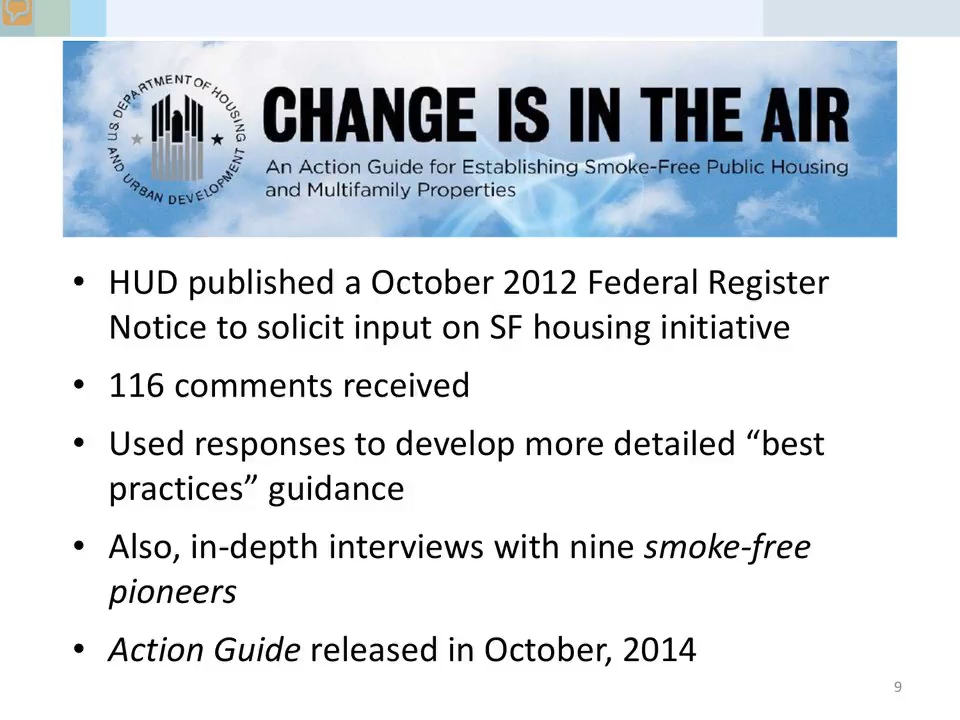 U.S. DEPARTMENT OF HOUSING
AND URBAN DEVELOPMENT
CHANGE IS IN THE AIR
An Action Guide for Establishing Smoke-Free Public Housing
and Multifamily Properties
• HUD published a October 2012 Federal Register
Notice to solicit input on SF housing initiative
• 116 comments received
• Used responses to develop more detailed “best
practices” guidance
• Also, in-depth interviews with nine smoke-free
pioneers
• Action Guide released in October, 2014
9